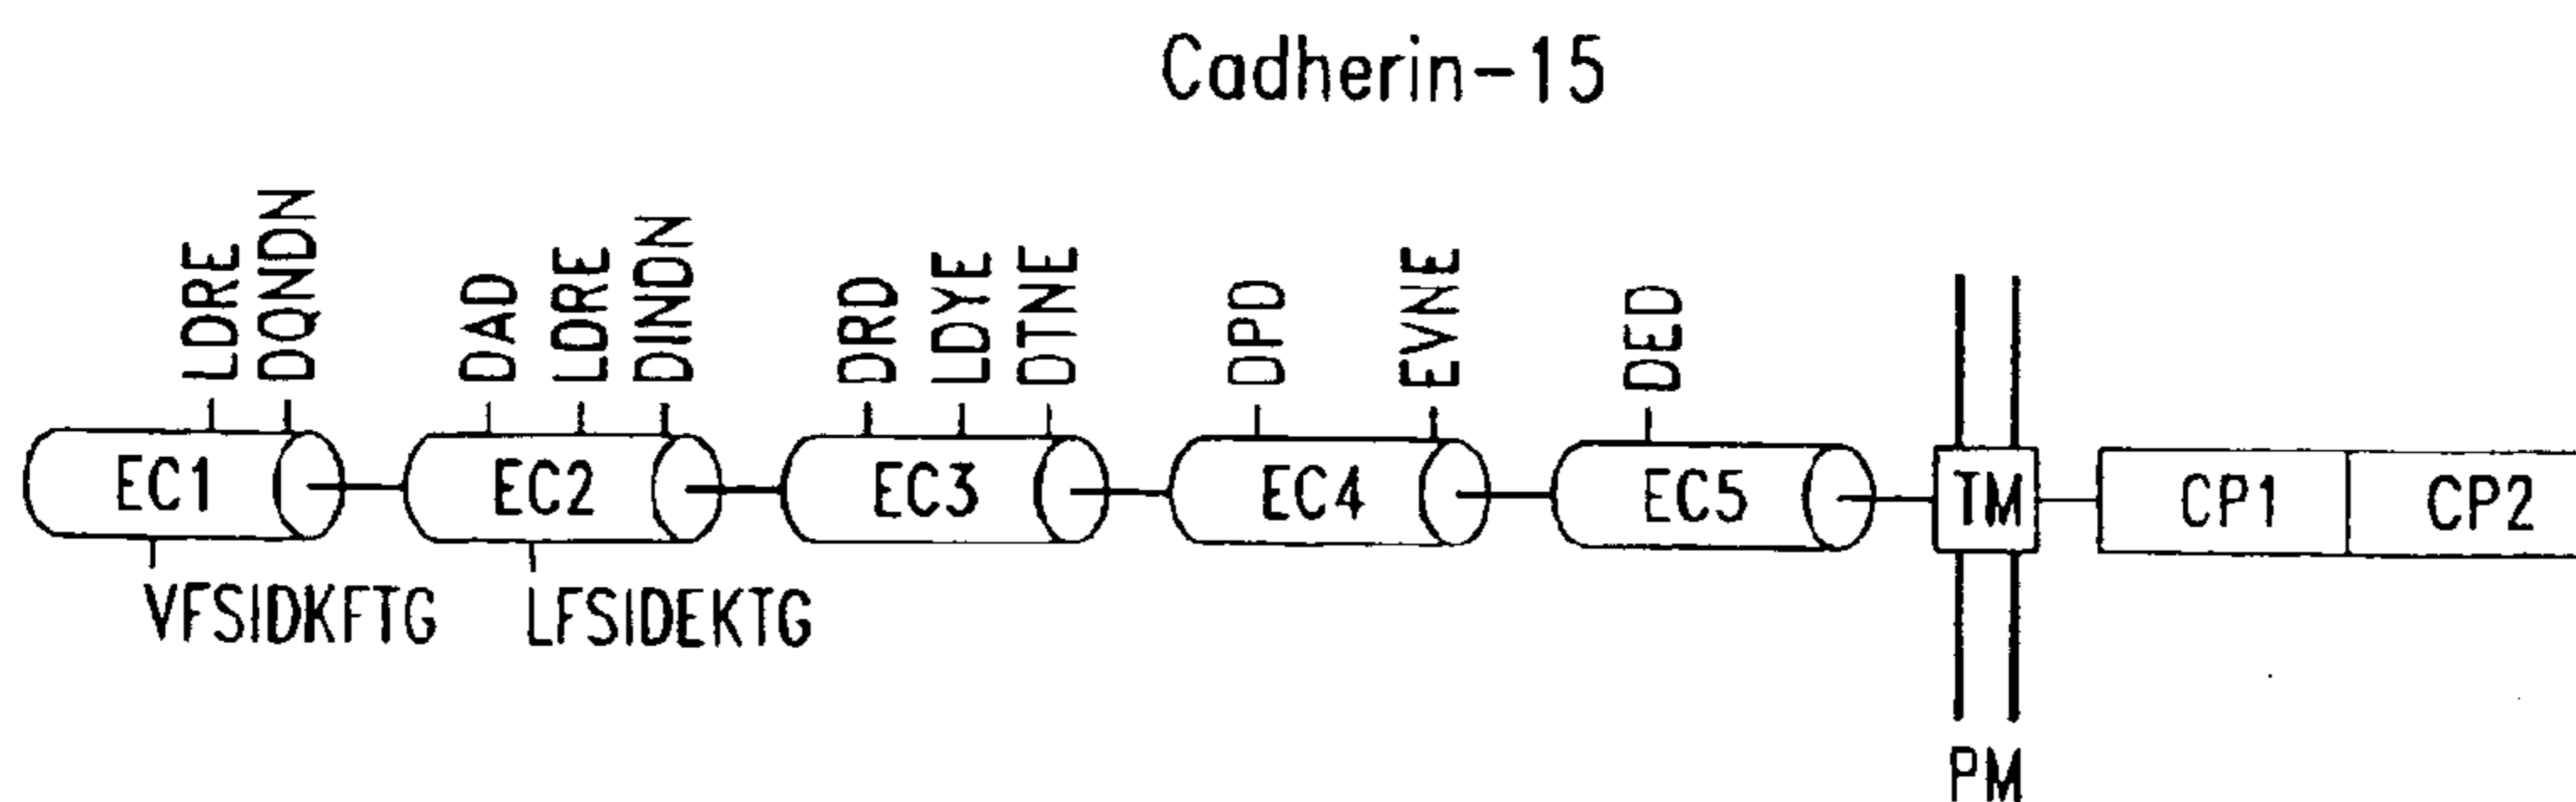 Cadherin-15
LDRE
DQNDN
DAD
LDRE
DINDN
DRD
LDYE
DTNE
DPD
EVNE
DED
EC1
EC2
EC3
EC4
EC5
TM
CP1
CP2
VFSIDKFTG
LFSIDEKTG
PM